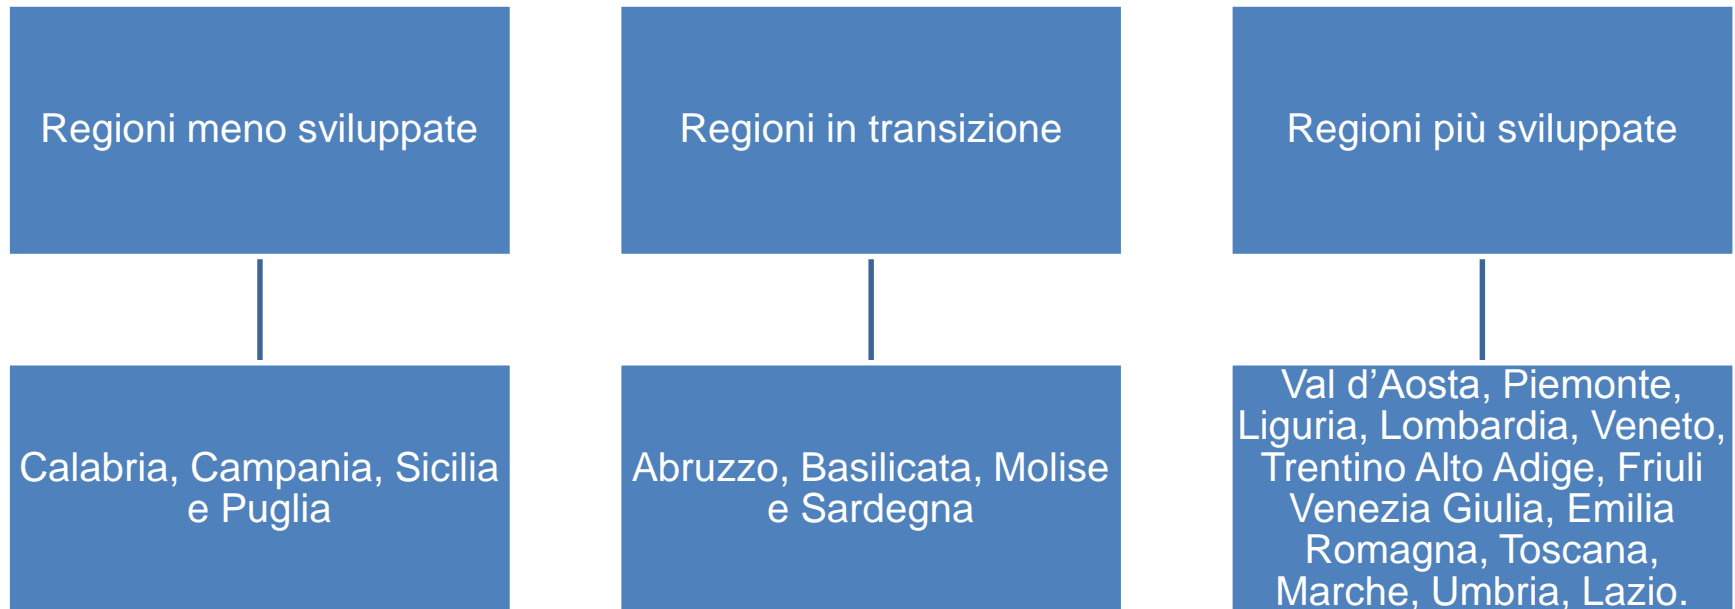 Regioni meno sviluppate
Regioni in transizione
Regioni più sviluppate
Calabria, Campania, Sicilia
e Puglia
Abruzzo, Basilicata, Molise
e Sardegna
Val d’Aosta, Piemonte,
Liguria, Lombardia, Veneto,
Trentino Alto Adige, Friuli
Venezia Giulia, Emilia
Romagna, Toscana,
Marche, Umbria, Lazio.